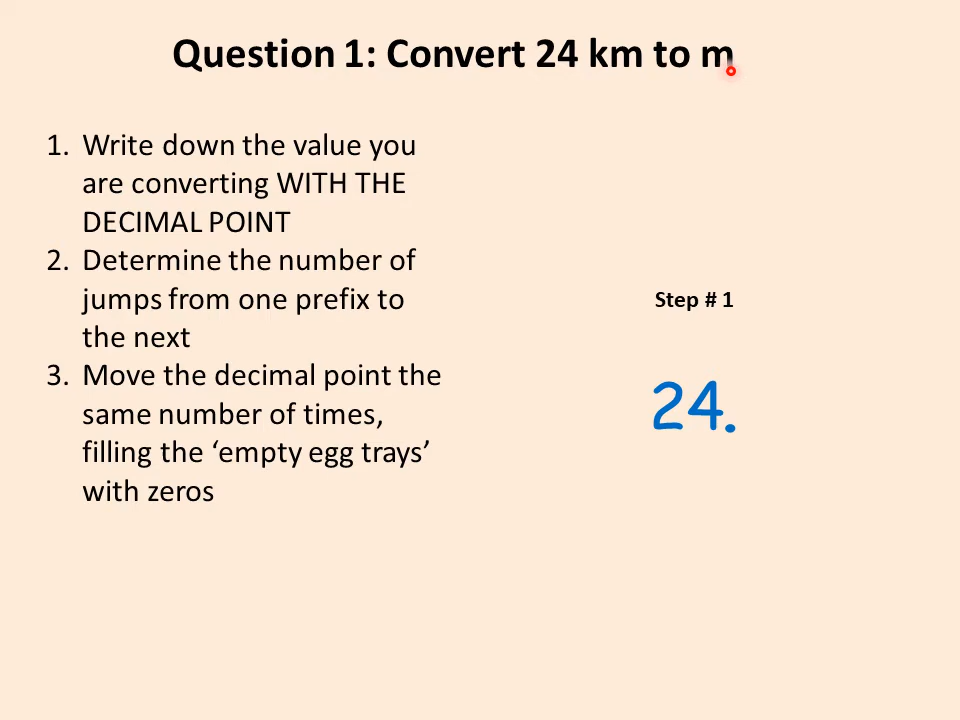 Question 1: Convert 24 km to m
1. Write down the value you
are converting WITH THE
DECIMAL POINT
2. Determine the number of
jumps from one prefix to
the next
3. Move the decimal point the
same number of times,
filling the ‘empty egg trays’
with zeros
Step # 1
24.